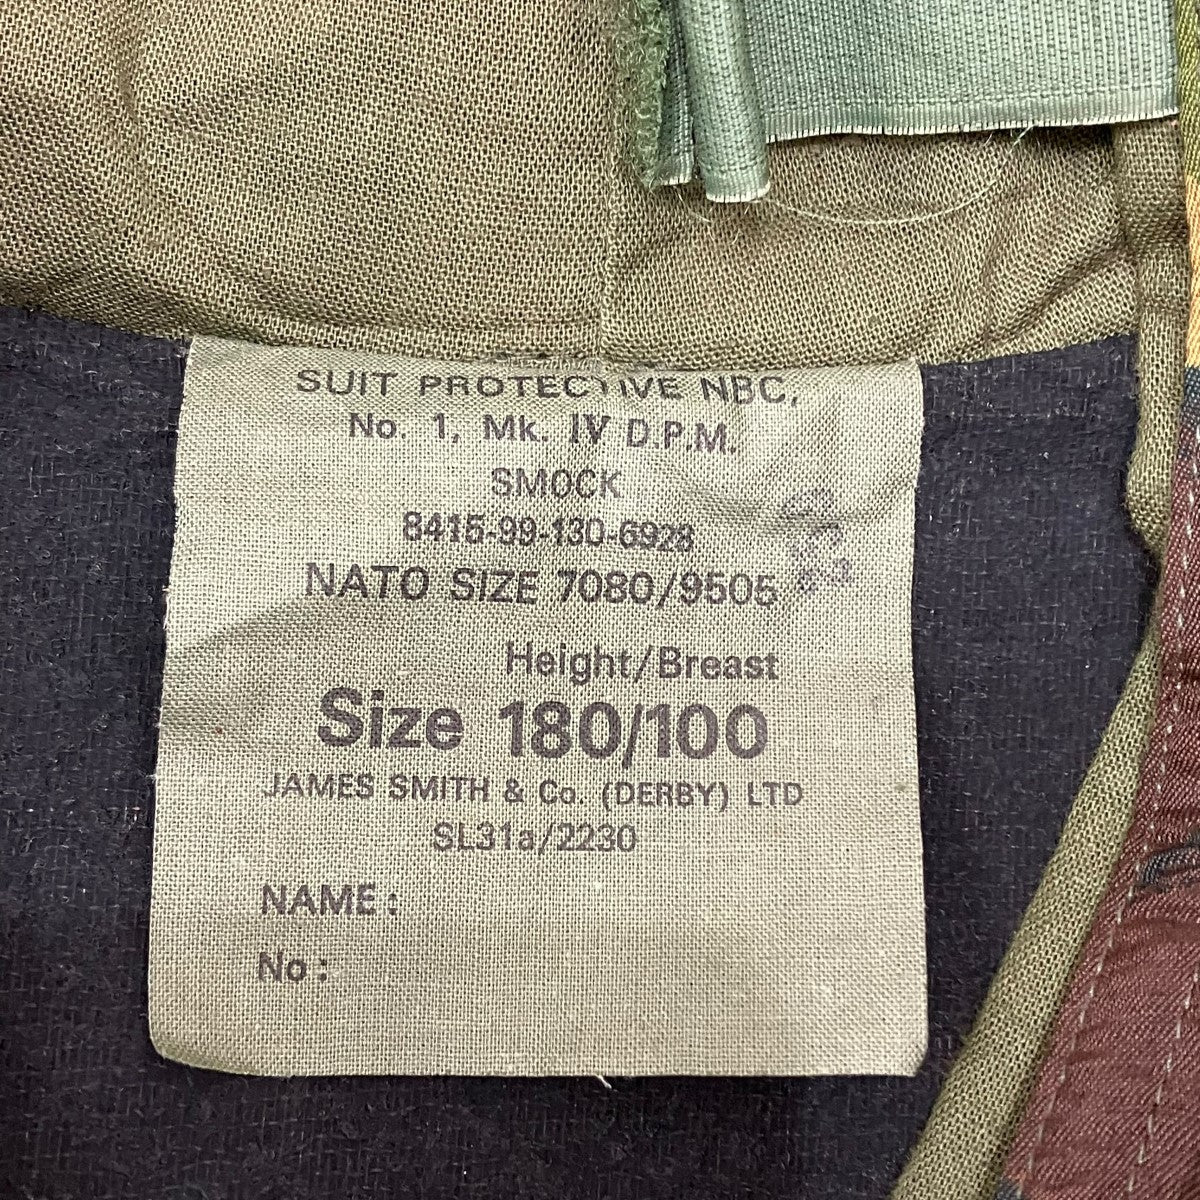 SUIT PROTECTIVE NBC,
No. 1, Mk. IV D.P.M.
SMOCK
8415-99-130-6928
NATO SIZE 7080/9505
Height/Breast
Size 180/100
JAMES SMITH & Co. (DERBY) LTD
SL31a/2230
NAME:
No: